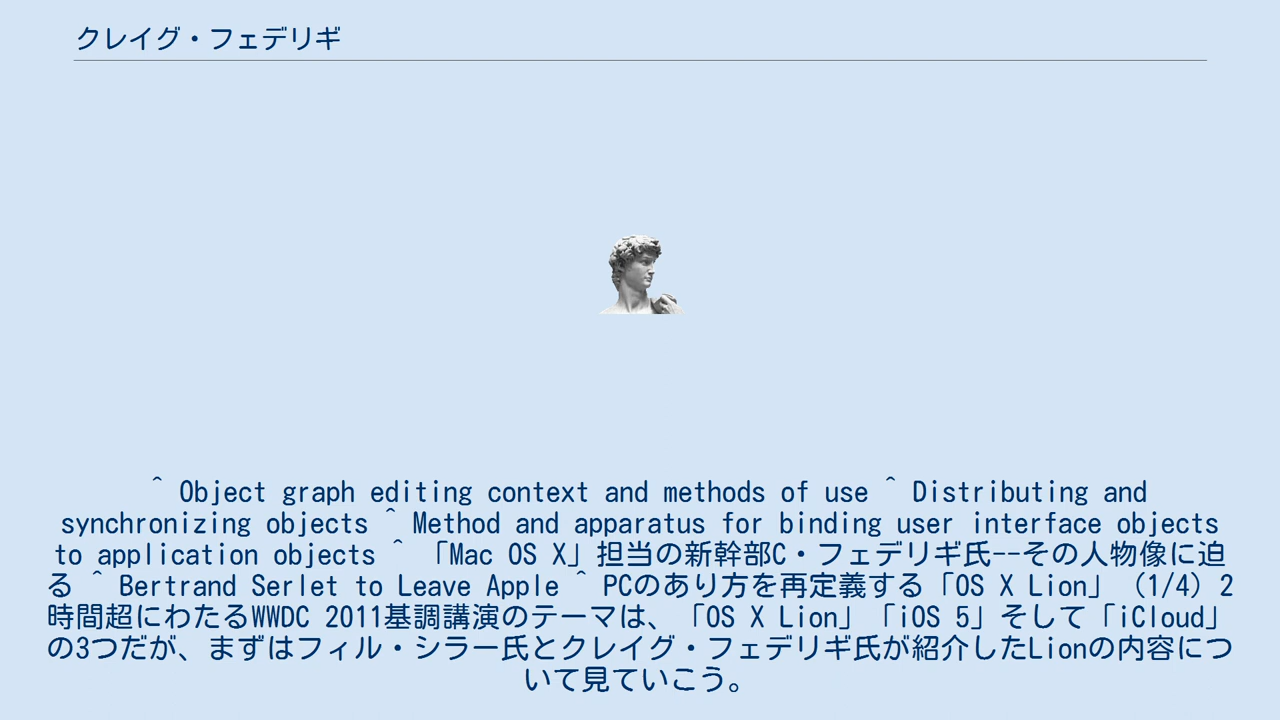 クレイグ・フェデリギ
^ Object graph editing context and methods of use ^ Distributing and
synchronizing objects ^ Method and apparatus for binding user interface objects
to application objects ^ 「Mac OS X」担当の新幹部C・フェデリギ氏--その人物像に迫
る ^ Bertrand Serlet to Leave Apple ^ PCのあり方を再定義する「OS X Lion」（1/4）2
時間超にわたるWWDC 2011基調講演のテーマは、「OS X Lion」「iOS 5」そして「iCloud」
の3つだが、まずはフィル・シラー氏とクレイグ・フェデリギ氏が紹介したLionの内容につ
いて見ていこう。